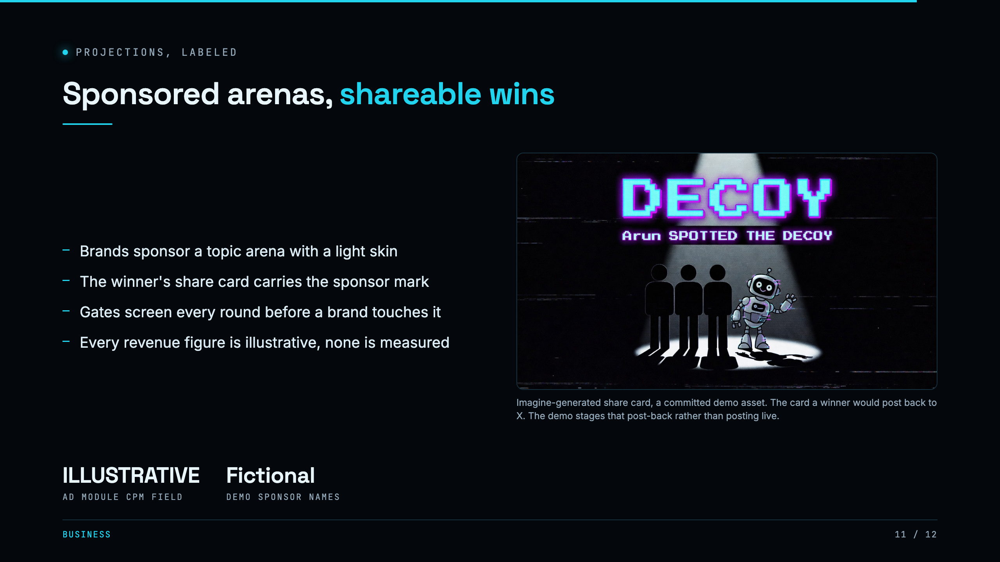 PROJECTIONS, LABELED
Sponsored arenas, shareable wins
– Brands sponsor a topic arena with a light skin
– The winner's share card carries the sponsor mark
– Gates screen every round before a brand touches it
– Every revenue figure is illustrative, none is measured
DECOY
Arun SPOTTED THE DECOY
Imagine-generated share card, a committed demo asset. The card a winner would post back to
X. The demo stages that post-back rather than posting live.
ILLUSTRATIVE
AD MODULE CPM FIELD
Fictional
DEMO SPONSOR NAMES
BUSINESS
11 / 12